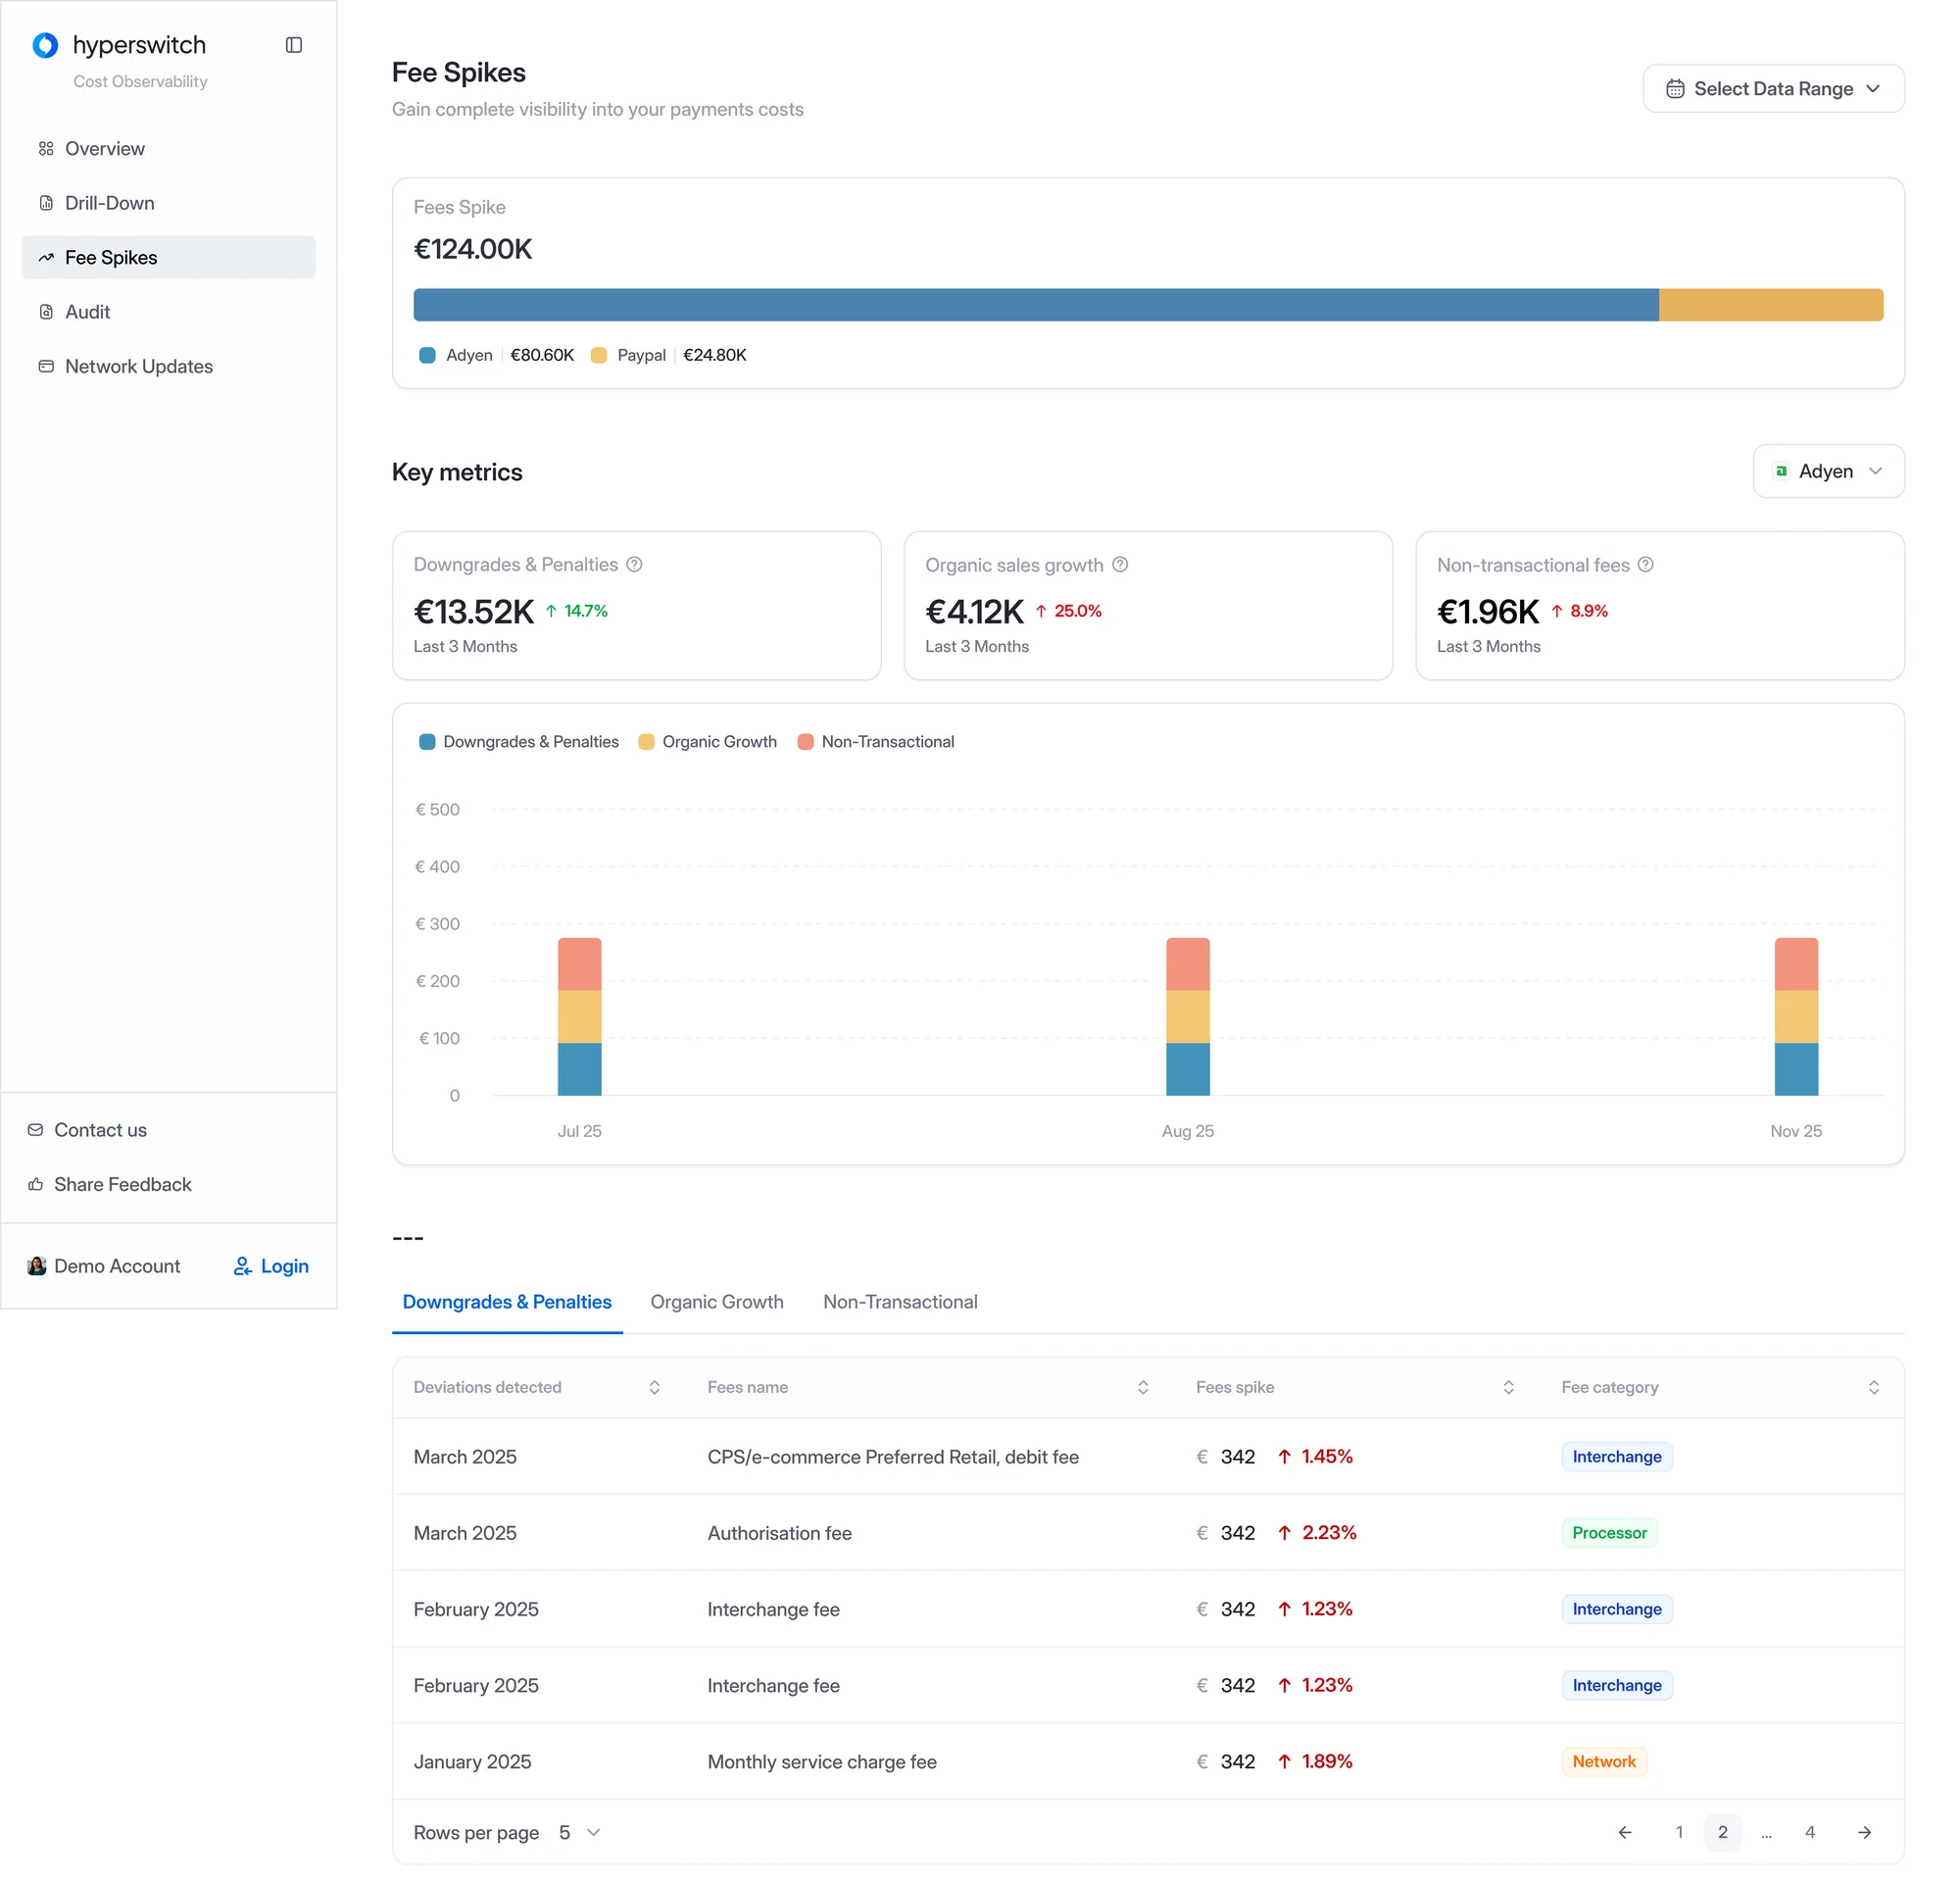 hyperswitch
Cost Observability
Overview
Drill-Down
Fee Spikes
Audit
Network Updates
Contact us
Share Feedback
Demo Account
Login
Fee Spikes
Gain complete visibility into your payments costs
Select Data Range
Fees Spike
€124.00K
Adyen €80.60K Paypal €24.80K
Key metrics
Adyen
Downgrades & Penalties
€13.52K ↑ 14.7%
Last 3 Months
Organic sales growth
€4.12K ↑ 25.0%
Last 3 Months
Non-transactional fees
€1.96K ↑ 8.9%
Last 3 Months
Downgrades & Penalties Organic Growth Non-Transactional
€ 500
€ 400
€ 300
€ 200
€ 100
0
Jul 25 Aug 25 Nov 25
---
Downgrades & Penalties Organic Growth Non-Transactional
Deviations detected Fees name Fees spike Fee category
March 2025 CPS/e-commerce Preferred Retail, debit fee € 342 ↑ 1.45% Interchange
March 2025 Authorisation fee € 342 ↑ 2.23% Processor
February 2025 Interchange fee € 342 ↑ 1.23% Interchange
February 2025 Interchange fee € 342 ↑ 1.23% Interchange
January 2025 Monthly service charge fee € 342 ↑ 1.89% Network
Rows per page 5 ← 1 2 ... 4 →